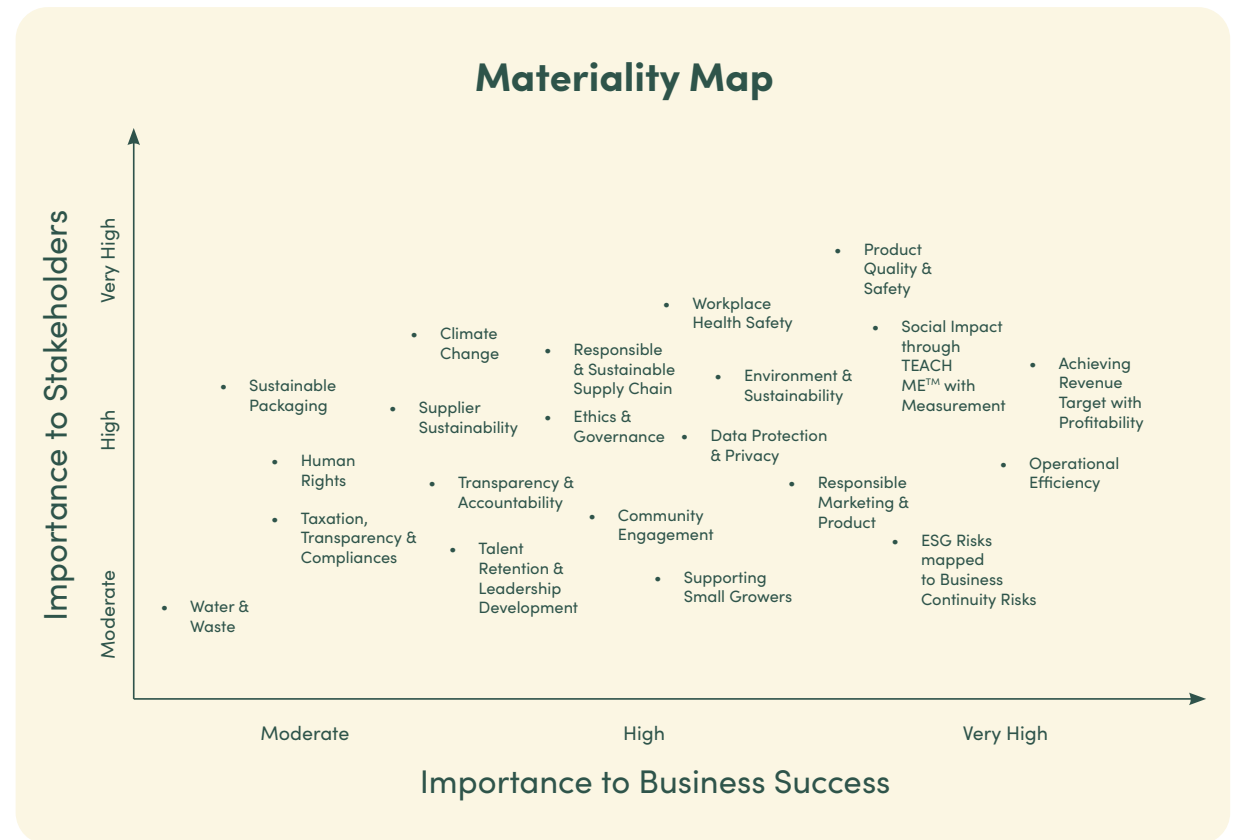 Materiality Map
Importance to Stakeholders
Very High
High
Moderate
• Product
Quality &
Safety
• Workplace
Health Safety
• Social Impact
through
TEACH
ME™ with
Measurement
• Climate
Change
• Responsible
& Sustainable
Supply Chain
• Achieving
Revenue
Target with
Profitability
• Environment &
Sustainability
• Sustainable
Packaging
• Supplier
Sustainability
• Ethics &
Governance
• Data Protection
& Privacy
• Human
Rights
• Operational
Efficiency
• Transparency &
Accountability
• Responsible
Marketing &
Product
• Community
Engagement
• Taxation,
Transparency &
Compliances
• ESG Risks
mapped
to Business
Continuity Risks
• Talent
Retention &
Leadership
Development
• Supporting
Small Growers
• Water &
Waste
Moderate
High
Very High
Importance to Business Success